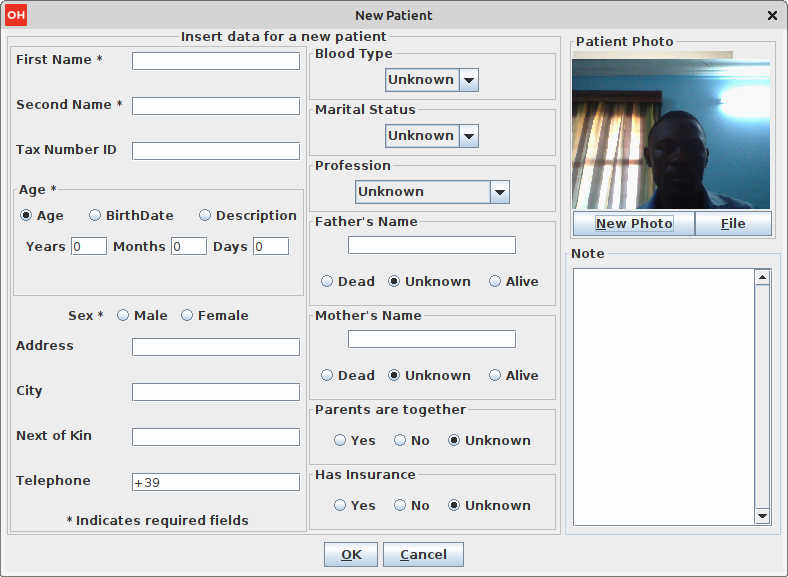 OH New Patient
Insert data for a new patient
First Name *
Second Name *
Tax Number ID
Age *
Age BirthDate Description
Years 0 Months 0 Days 0
Sex * Male Female
Address
City
Next of Kin
Telephone +39
* Indicates required fields
Blood Type
Unknown
Marital Status
Unknown
Profession
Unknown
Father's Name
Dead Unknown Alive
Mother's Name
Dead Unknown Alive
Parents are together
Yes No Unknown
Has Insurance
Yes No Unknown
Patient Photo
New Photo File
Note
OK Cancel